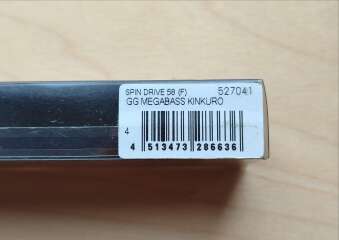 SPIN DRIVE 58 (F) 527041
GG MEGABASS KINKURO
4
4 513473 286636